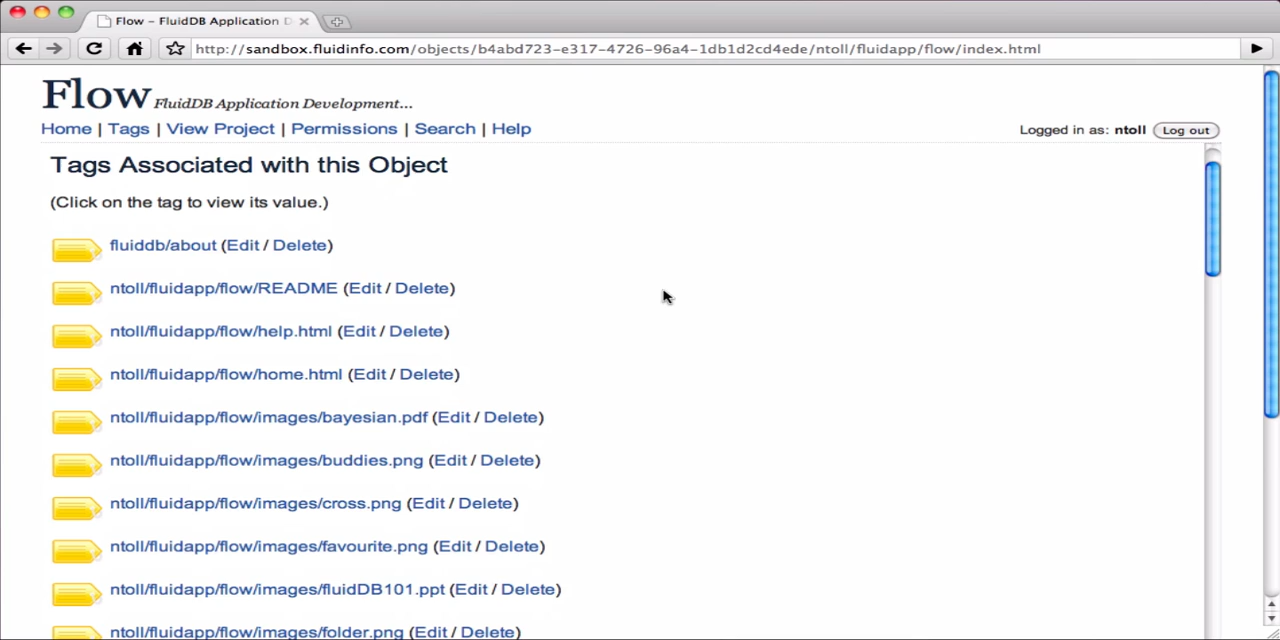 Flow – FluidDB Application D
http://sandbox.fluidinfo.com/objects/b4abd723-e317-4726-96a4-1db1d2cd4ede/ntoll/fluidapp/flow/index.html
Flow FluidDB Application Development...
Home | Tags | View Project | Permissions | Search | Help
Logged in as: ntoll Log out
Tags Associated with this Object
(Click on the tag to view its value.)
fluiddb/about (Edit / Delete)
ntoll/fluidapp/flow/README (Edit / Delete)
ntoll/fluidapp/flow/help.html (Edit / Delete)
ntoll/fluidapp/flow/home.html (Edit / Delete)
ntoll/fluidapp/flow/images/bayesian.pdf (Edit / Delete)
ntoll/fluidapp/flow/images/buddies.png (Edit / Delete)
ntoll/fluidapp/flow/images/cross.png (Edit / Delete)
ntoll/fluidapp/flow/images/favourite.png (Edit / Delete)
ntoll/fluidapp/flow/images/fluidDB101.ppt (Edit / Delete)
ntoll/fluidapp/flow/images/folder.png (Edit / Delete)